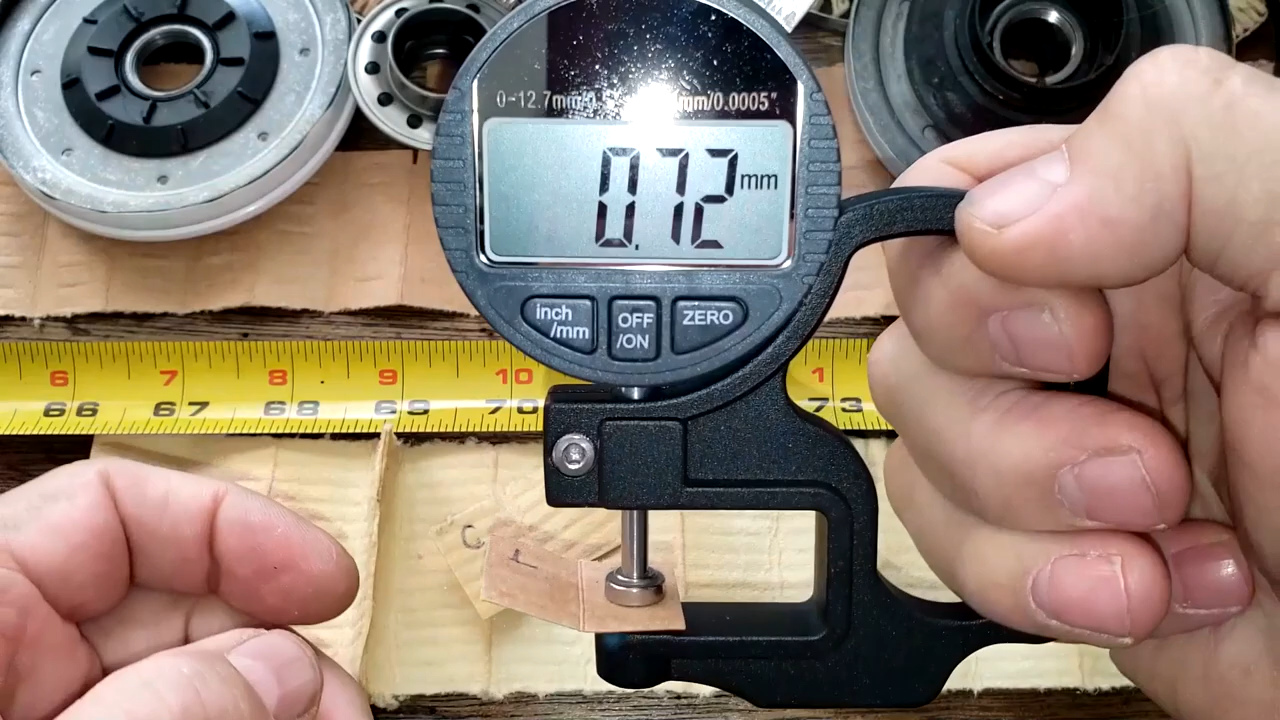 0-12.7mm/0. mm/0.0005"
0.72 mm
inch
/mm
OFF
/ON
ZERO
6 7 8 9 10 1
66 67 68 69 70 73
C